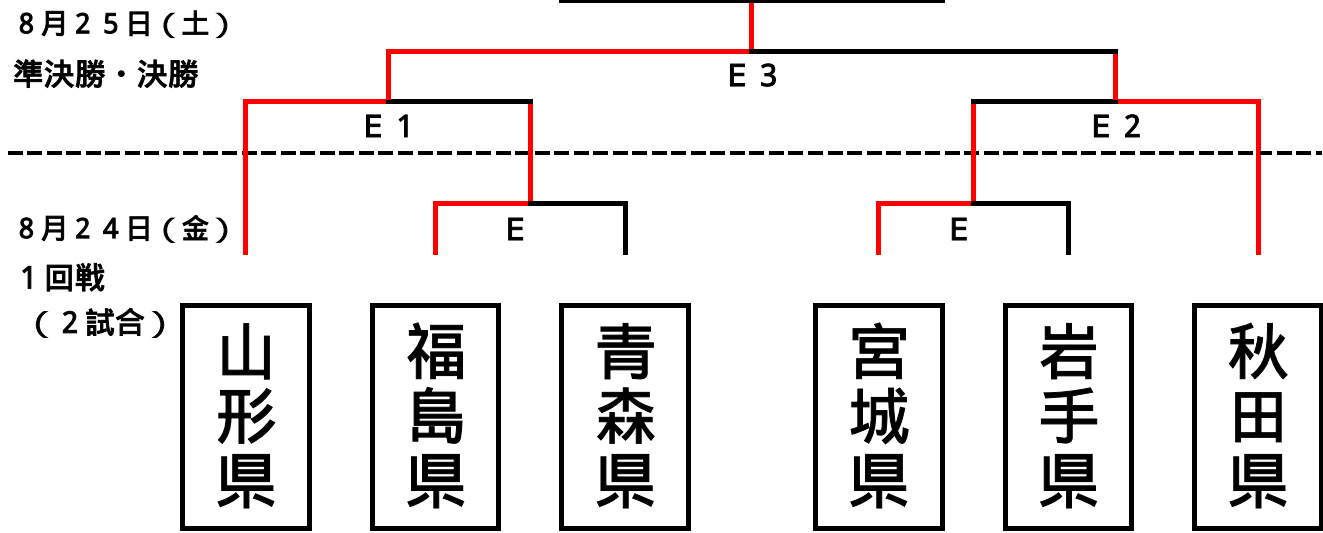 8月25日(土)
準決勝・決勝
E3
E1
E2
8月24日(金)
E
E
1回戦
(2試合)
山形県
福島県
青森県
宮城県
岩手県
秋田県